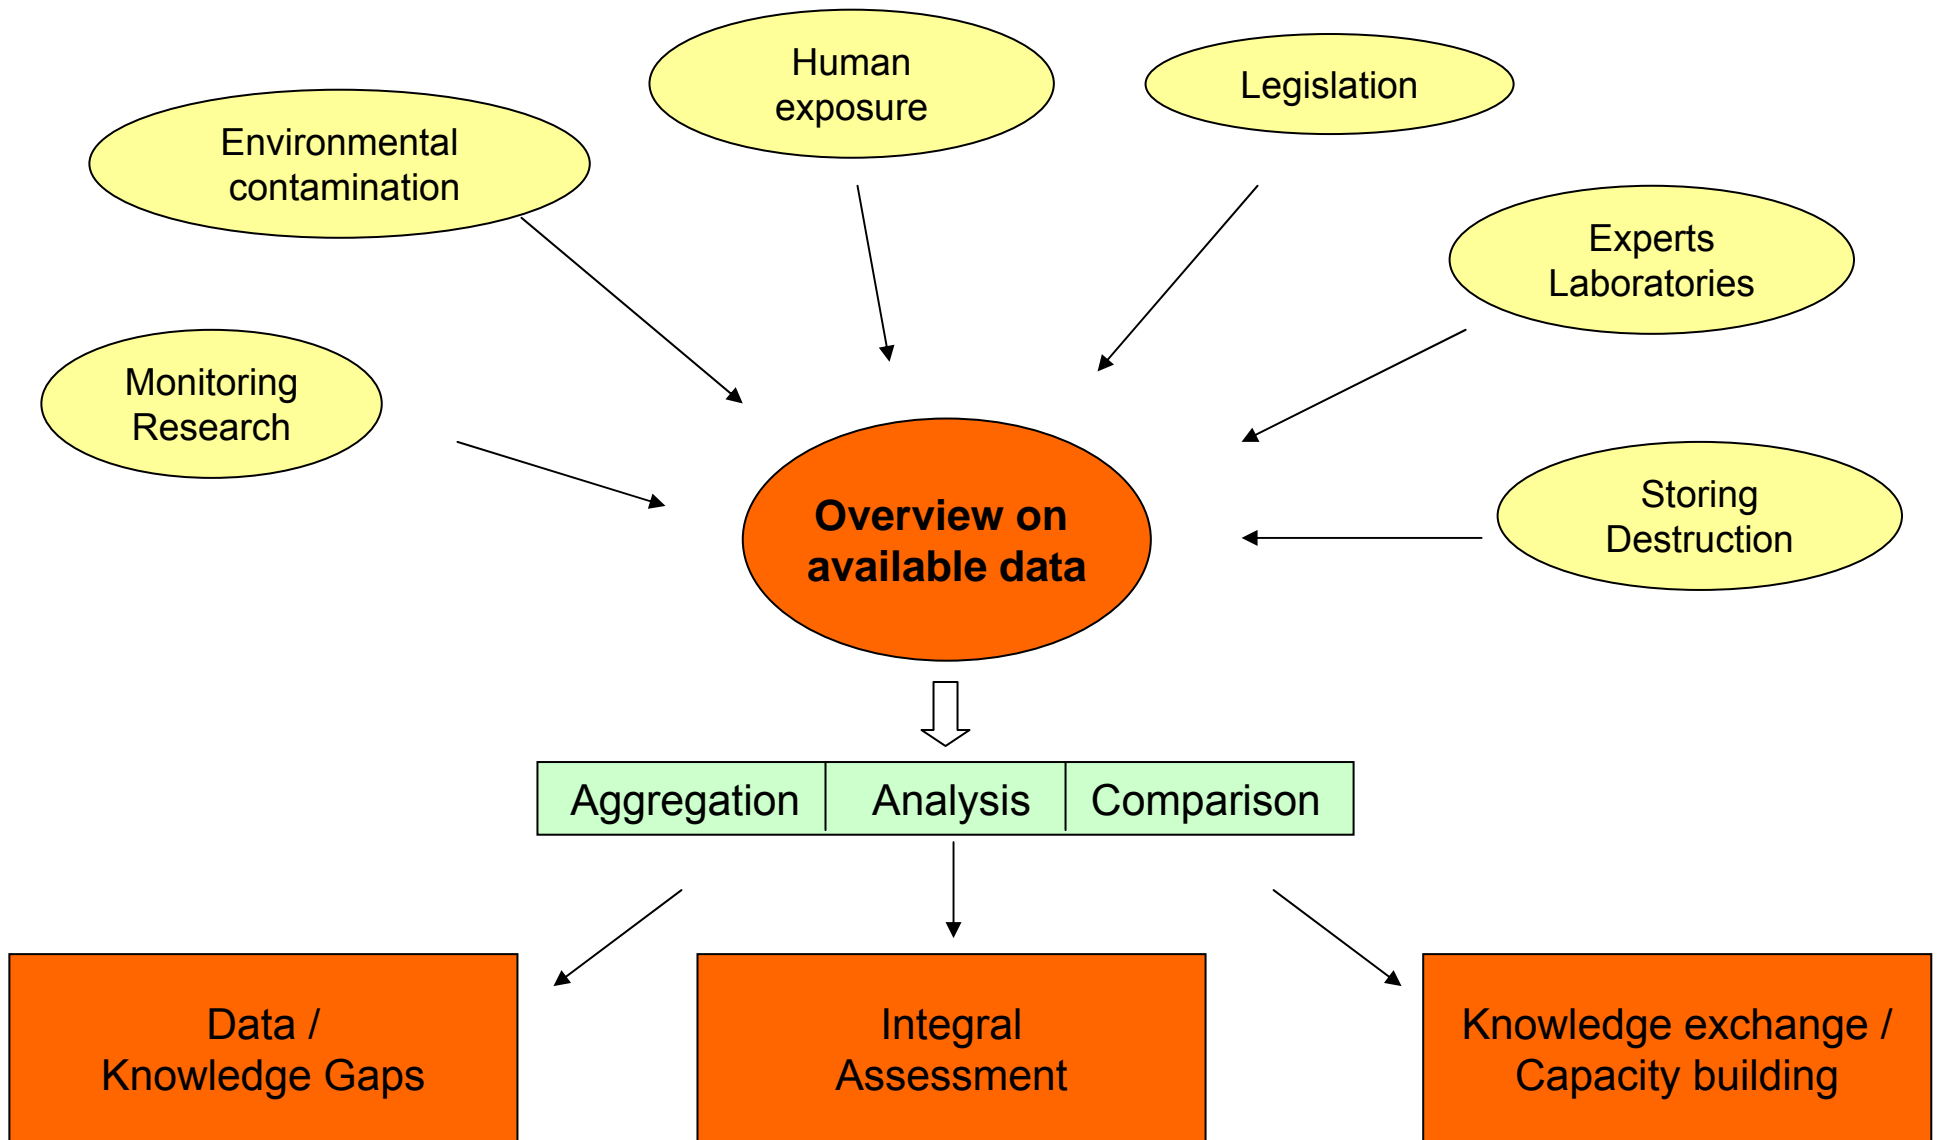 Human
exposure
Legislation
Environmental
contamination
Experts
Laboratories
Monitoring
Research
Storing
Destruction
Overview on
available data
Aggregation
Analysis
Comparison
Data /
Knowledge Gaps
Integral
Assessment
Knowledge exchange /
Capacity building